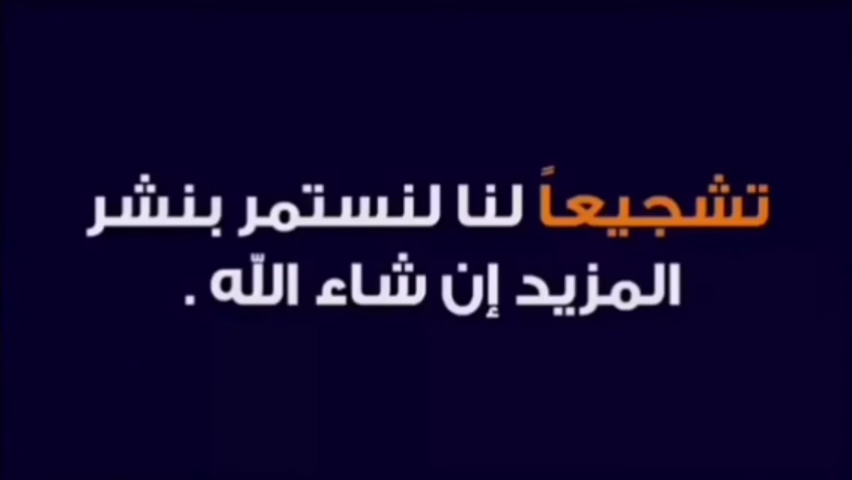 تشجيعاً لنا لنستمر بنشر
المزيد إن شاء الله .